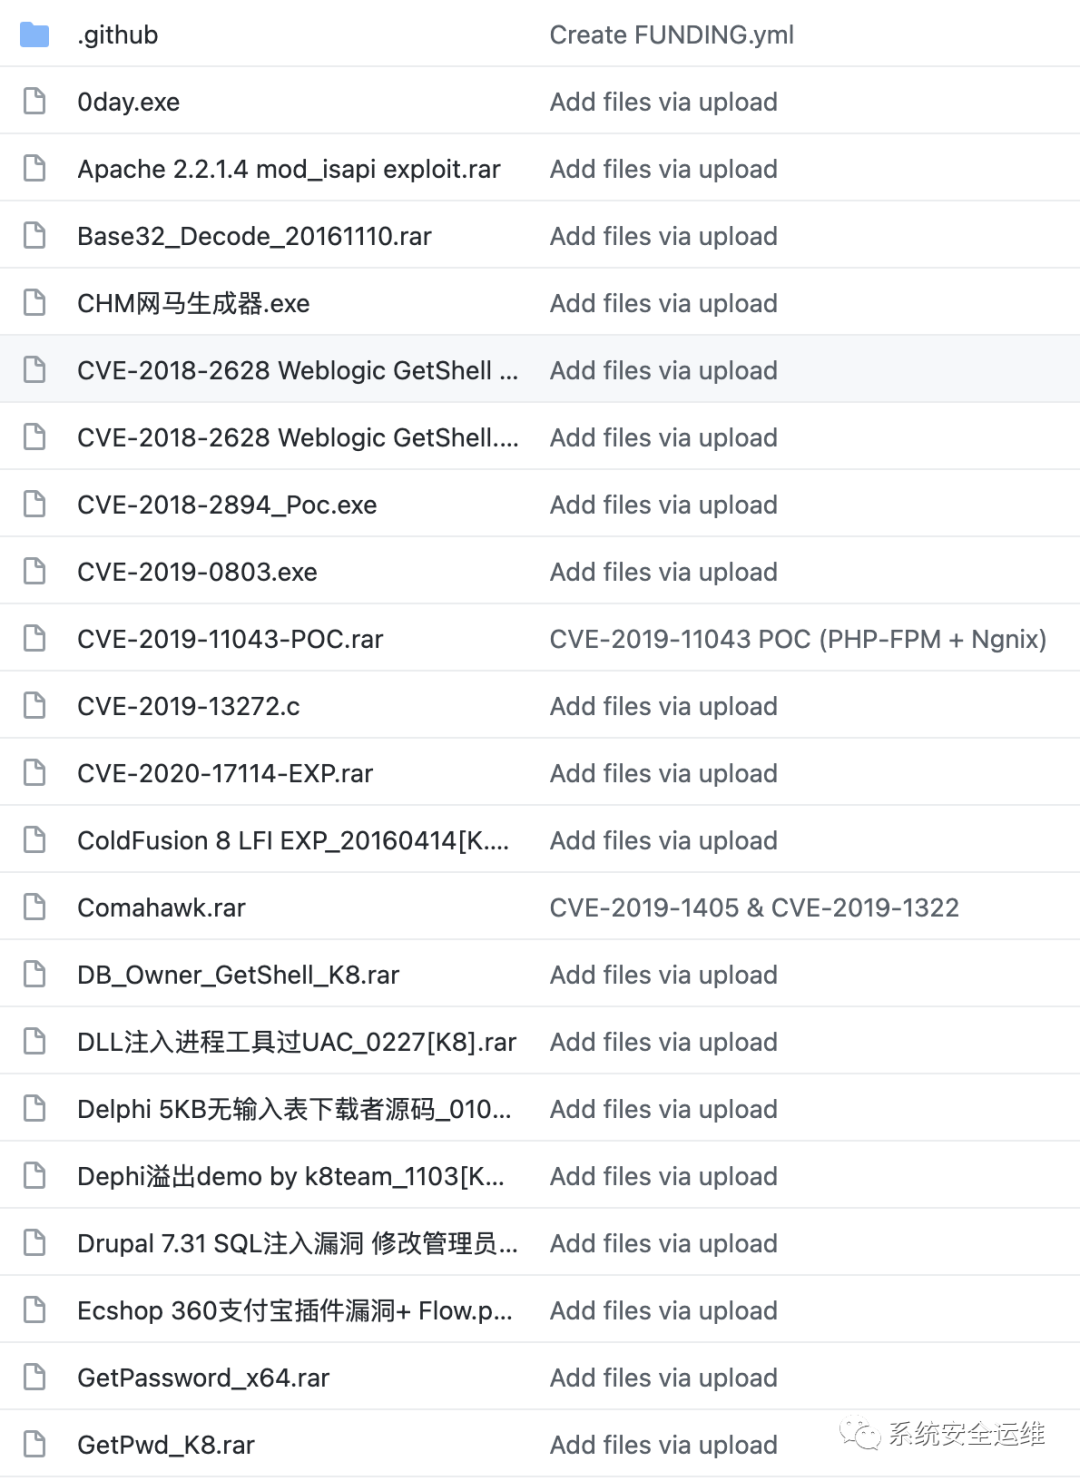 .github Create FUNDING.yml
0day.exe Add files via upload
Apache 2.2.1.4 mod_isapi exploit.rar Add files via upload
Base32_Decode_20161110.rar Add files via upload
CHM网马生成器.exe Add files via upload
CVE-2018-2628 Weblogic GetShell ... Add files via upload
CVE-2018-2628 Weblogic GetShell.... Add files via upload
CVE-2018-2894_Poc.exe Add files via upload
CVE-2019-0803.exe Add files via upload
CVE-2019-11043-POC.rar CVE-2019-11043 POC (PHP-FPM + Ngnix)
CVE-2019-13272.c Add files via upload
CVE-2020-17114-EXP.rar Add files via upload
ColdFusion 8 LFI EXP_20160414[K.... Add files via upload
Comahawk.rar CVE-2019-1405 & CVE-2019-1322
DB_Owner_GetShell_K8.rar Add files via upload
DLL注入进程工具过UAC_0227[K8].rar Add files via upload
Delphi 5KB无输入表下载者源码_010... Add files via upload
Dephi溢出demo by k8team_1103[K... Add files via upload
Drupal 7.31 SQL注入漏洞 修改管理员... Add files via upload
Ecshop 360支付宝插件漏洞+ Flow.p... Add files via upload
GetPassword_x64.rar Add files via upload
GetPwd_K8.rar Add files via upload
系统安全运维